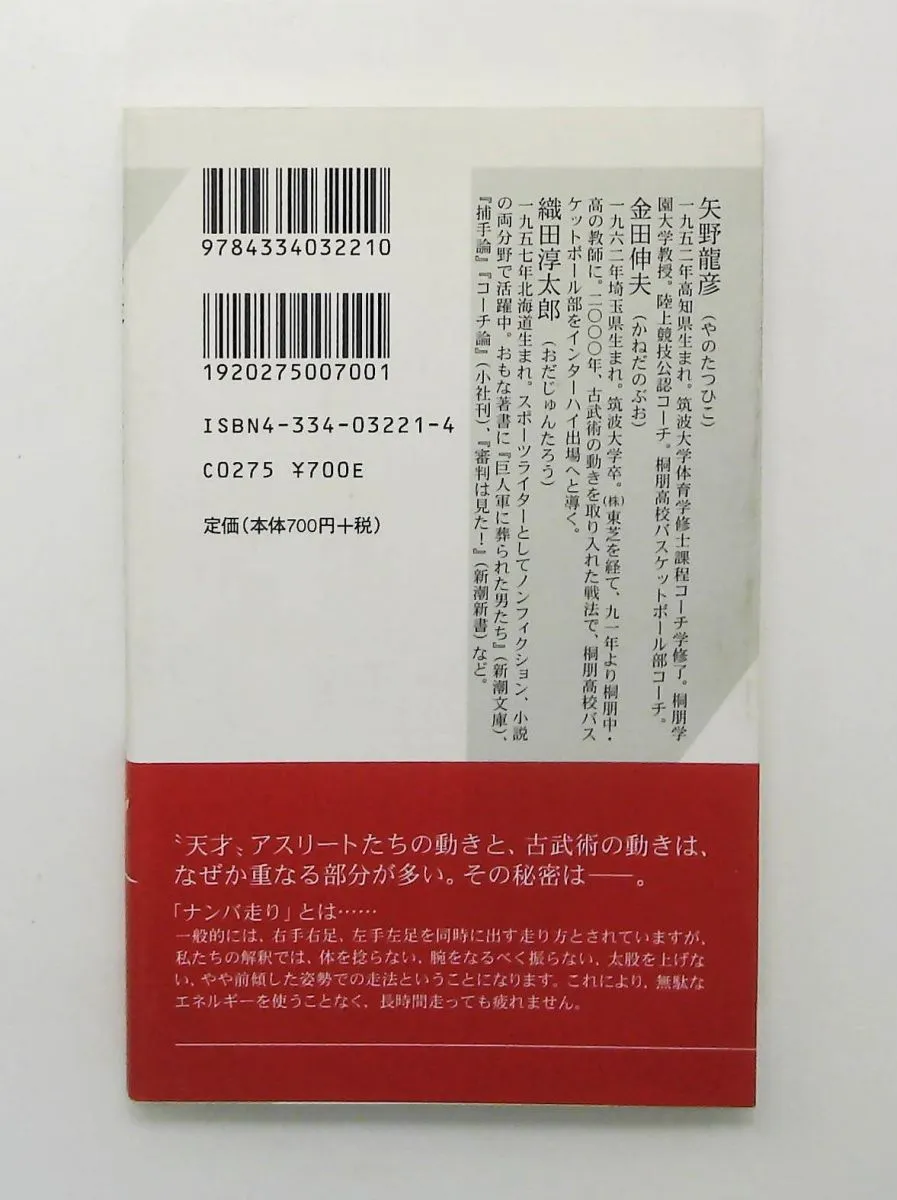 9784334032210
1920275007001
ISBN4-334-03221-4
C0275 ¥700E
定価(本体700円+税)
矢野龍彦(やのたつひこ)
一九五二年高知県生まれ。筑波大学体育学修士課程コーチ学修了。桐朋学
園大学教授。陸上競技公認コーチ。桐朋高校バスケットボール部コーチ。
金田伸夫(かねだのぶお)
一九六二年埼玉県生まれ。筑波大学卒。㈱東芝を経て、九一年より桐朋中・
高の教師に。二〇〇〇年、古武術の動きを取り入れた戦法で、桐朋高校バス
ケットボール部をインターハイ出場へと導く。
織田淳太郎(おだじゅんたろう)
一九五七年北海道生まれ。スポーツライターとしてノンフィクション、小説
の両分野で活躍中。おもな著書に『巨人軍に葬られた男たち』(新潮文庫)、
『捕手論』『コーチ論』(小社刊)、『審判は見た!』(新潮新書)など。
〝天才〟アスリートたちの動きと、古武術の動きは、
なぜか重なる部分が多い。その秘密は──。
「ナンバ走り」とは……
一般的には、右手右足、左手左足を同時に出す走り方とされていますが、
私たちの解釈では、体を捻らない、腕をなるべく振らない、太股を上げな
い、やや前傾した姿勢での走法ということになります。これにより、無駄な
エネルギーを使うことなく、長時間走っても疲れません。